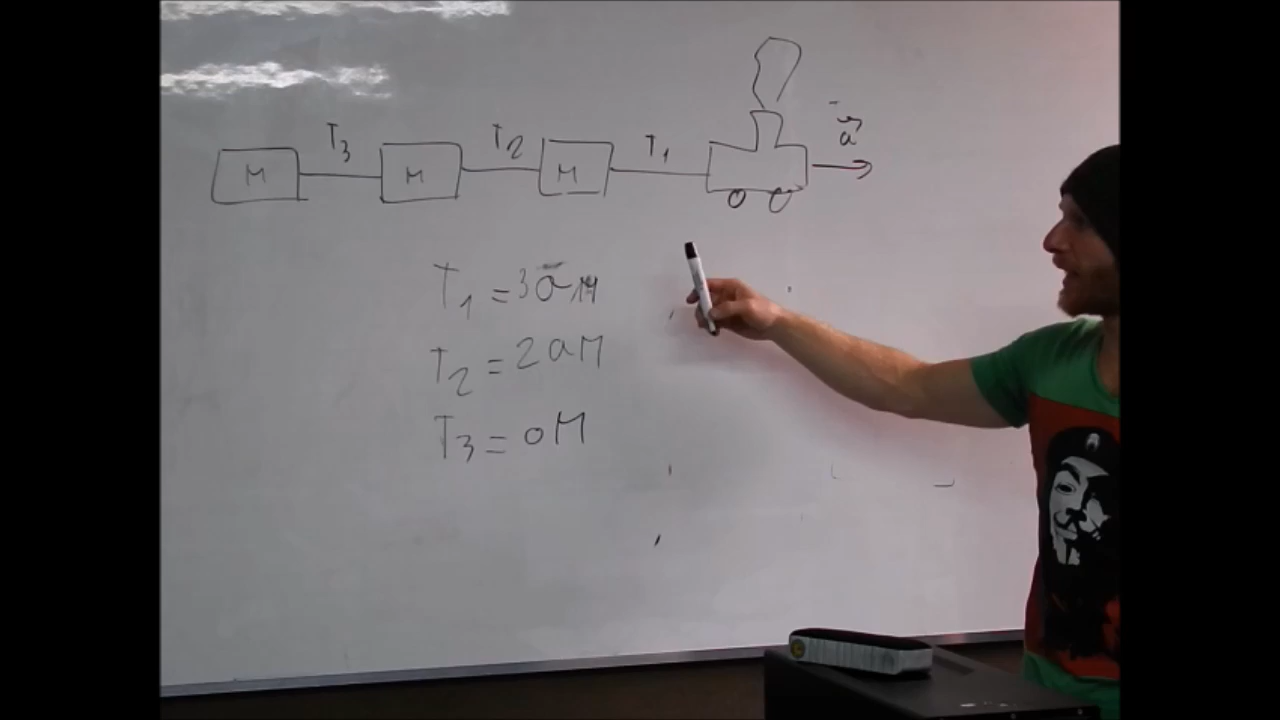 T3 T2 T1 a
M M M
T1 = 3aM
T2 = 2aM
T3 = aM